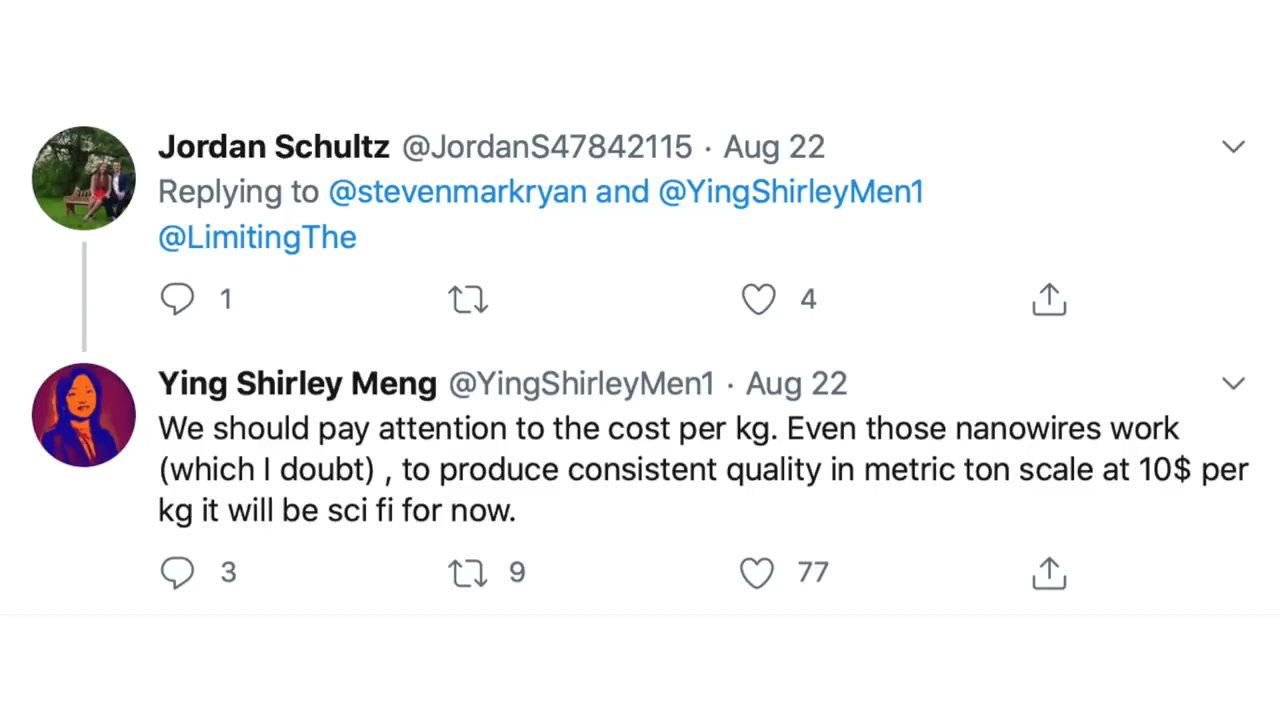 Jordan Schultz @JordanS47842115 · Aug 22
Replying to @stevenmarkryan and @YingShirleyMen1
@LimitingThe
1 4
Ying Shirley Meng @YingShirleyMen1 · Aug 22
We should pay attention to the cost per kg. Even those nanowires work
(which I doubt) , to produce consistent quality in metric ton scale at 10$ per
kg it will be sci fi for now.
3 9 77